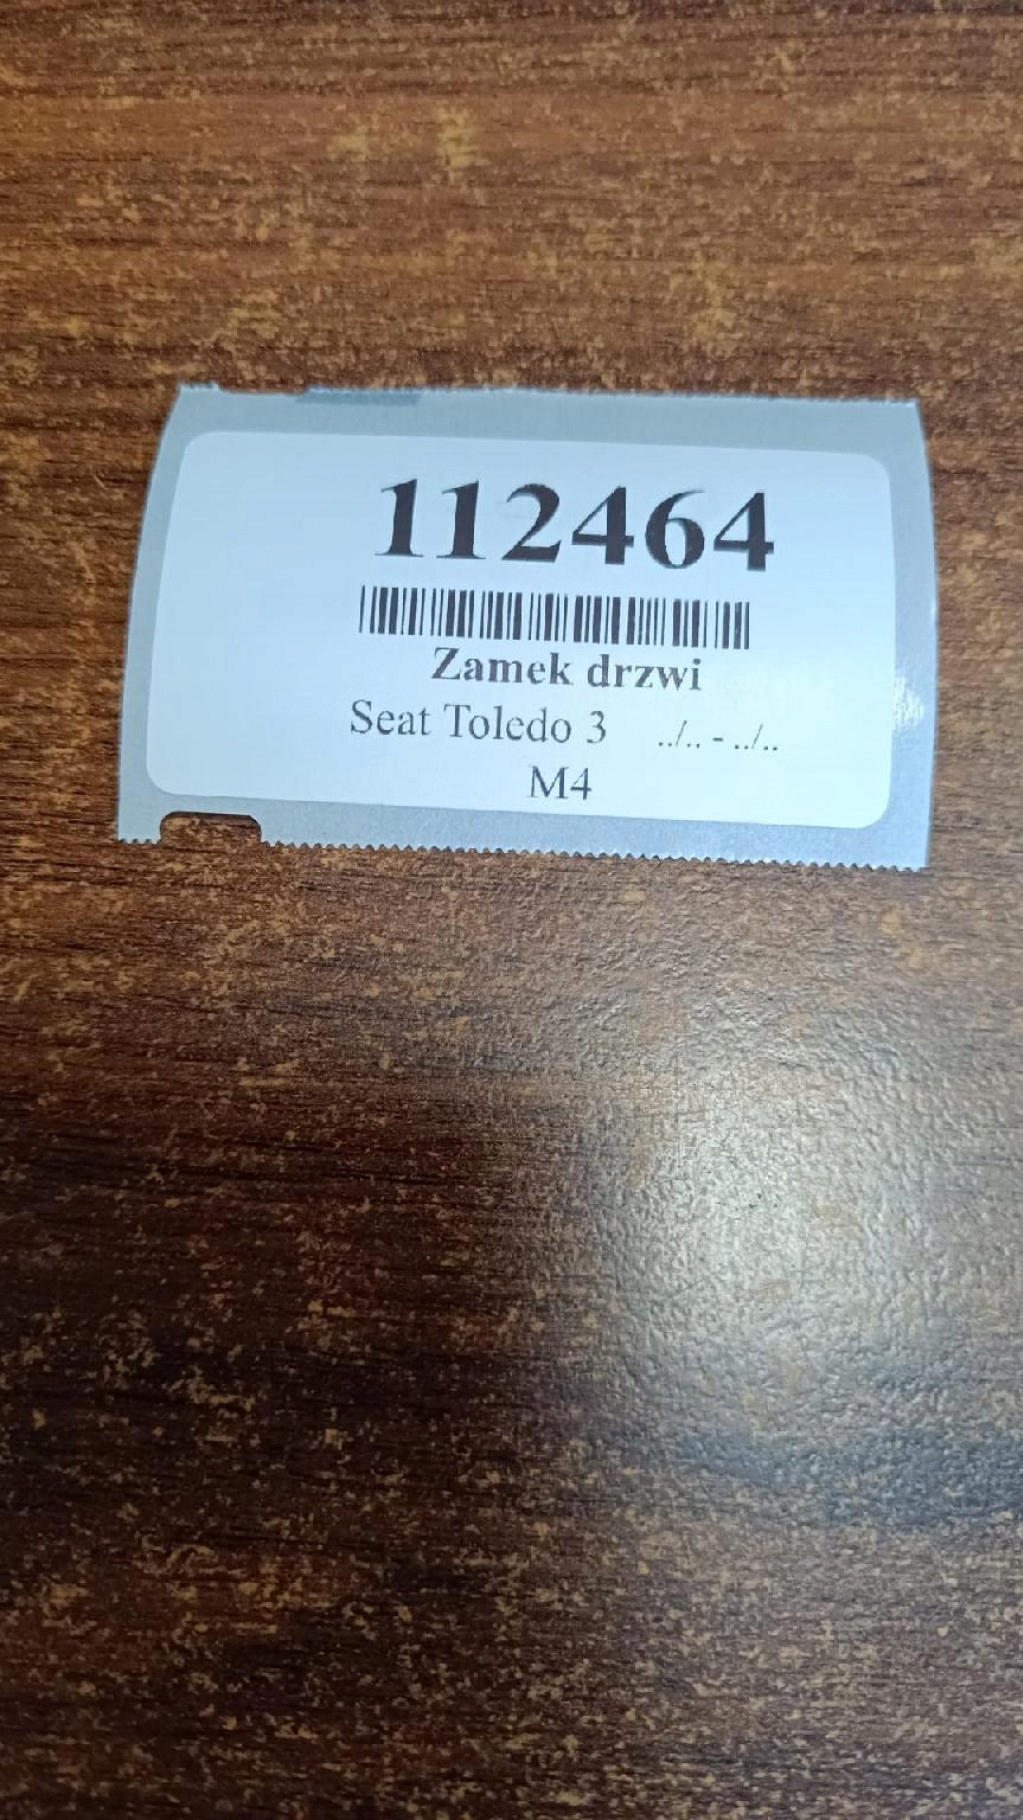 112464
Zamek drzwi
Seat Toledo 3 ../.. - ../..
M4